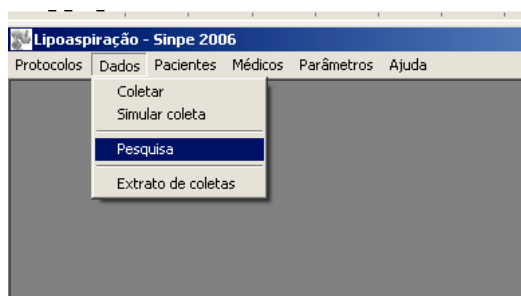 Lipoaspiração - Sinpe 2006
Protocolos Dados Pacientes Médicos Parâmetros Ajuda
Coletar
Simular coleta
Pesquisa
Extrato de coletas